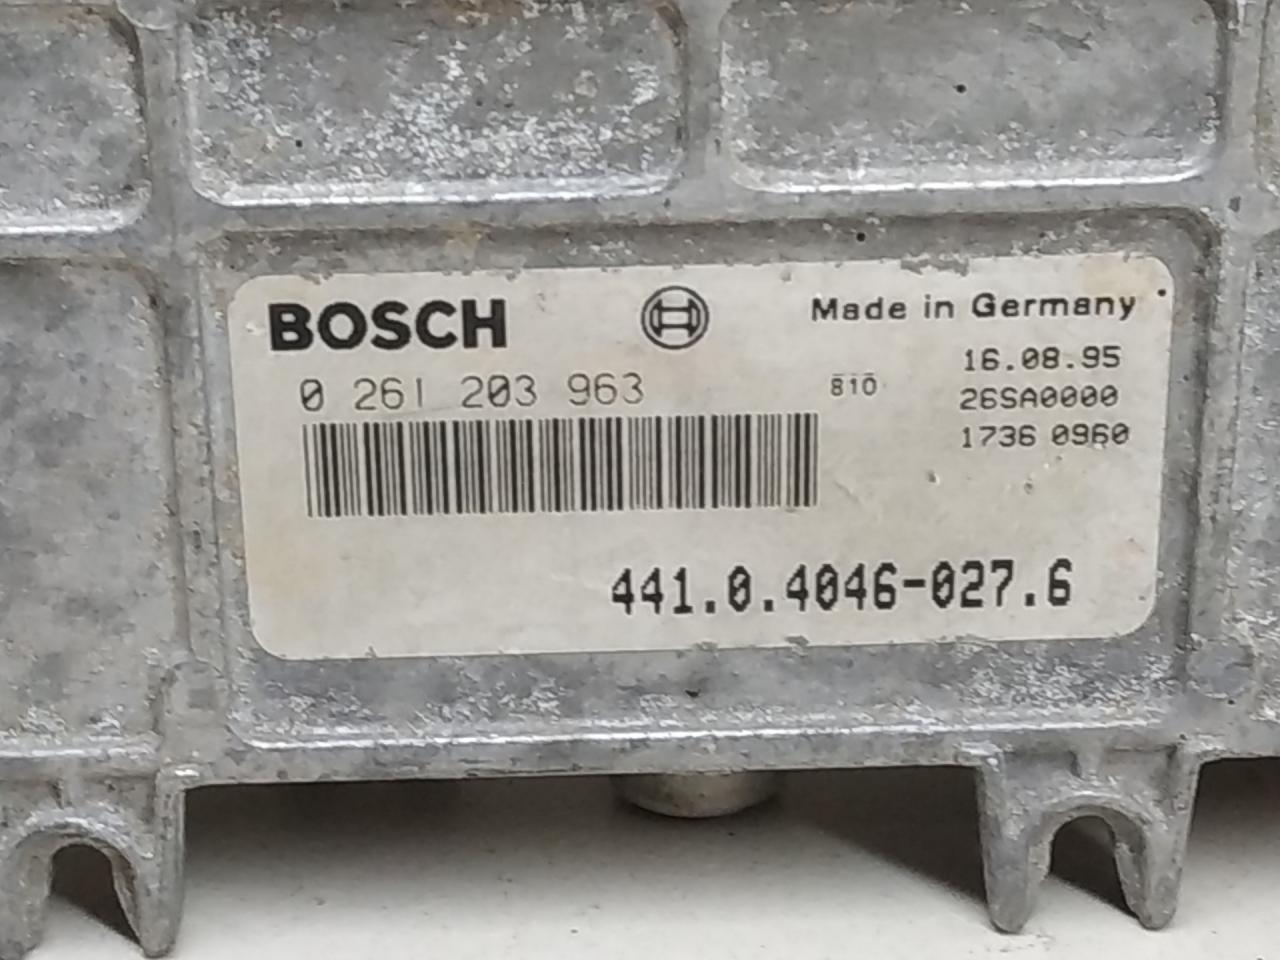 BOSCH
Made in Germany
16.08.95
0 261 203 963
810
26SA0000
1736 0960
441.0.4046-027.6